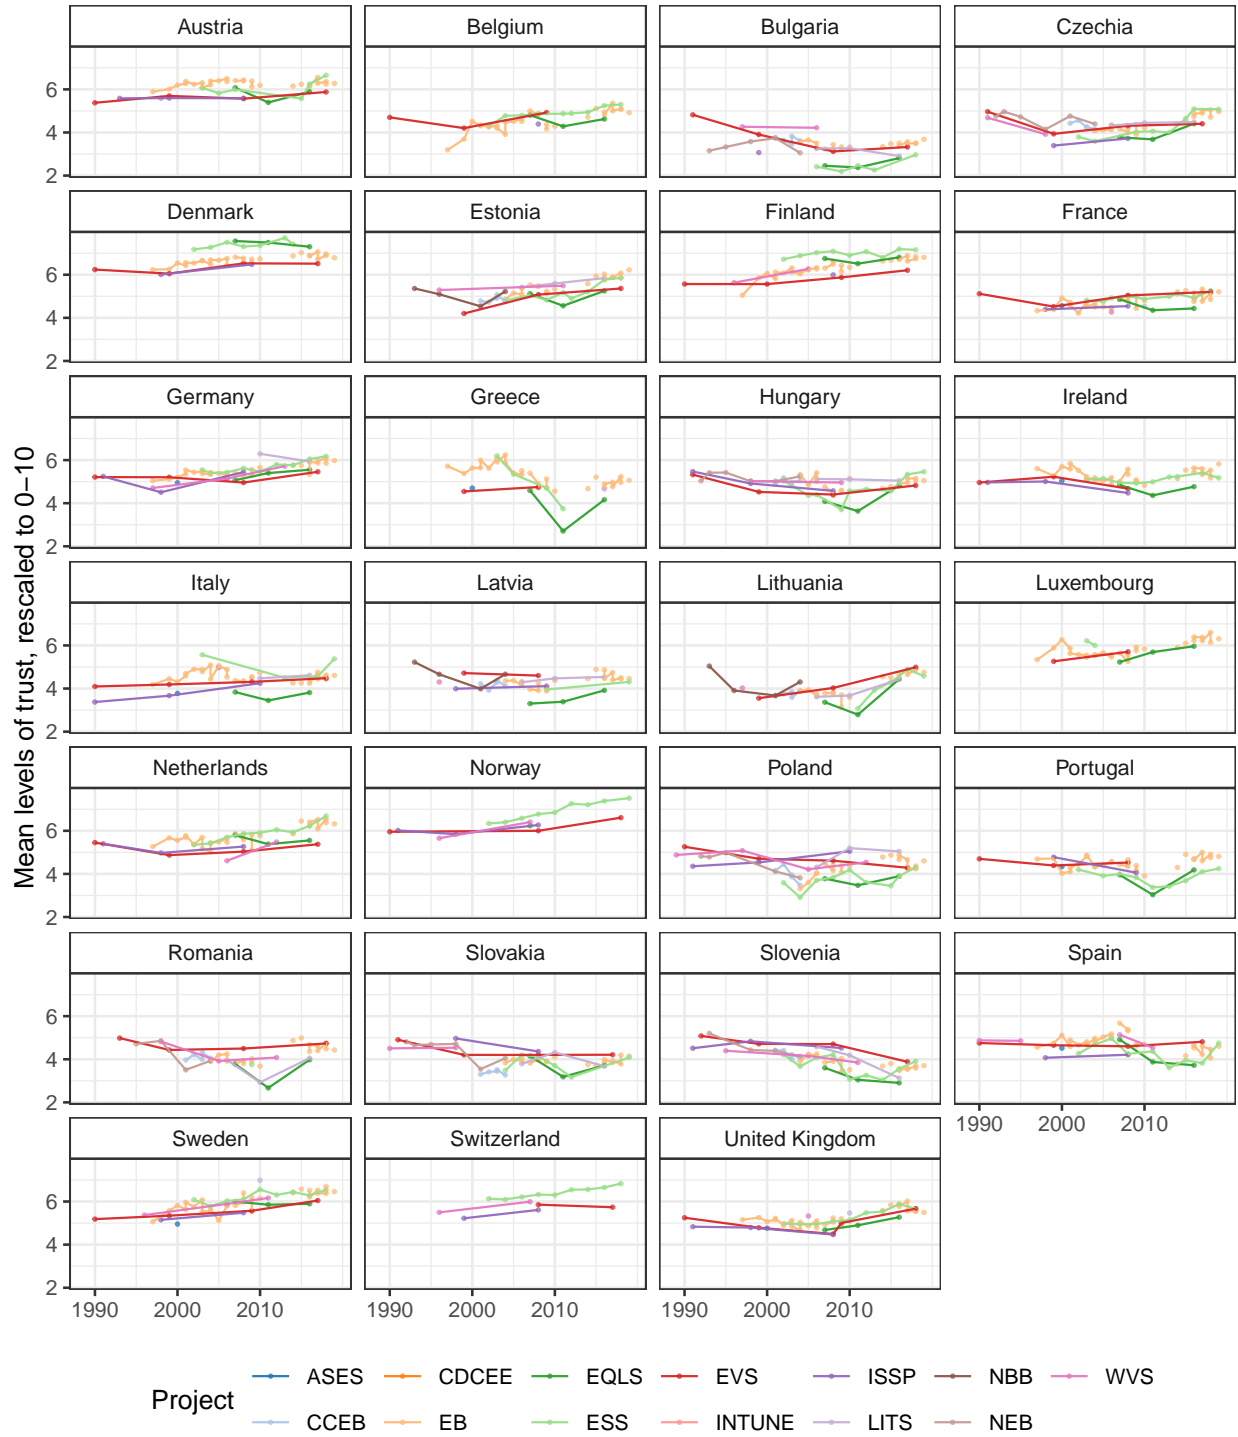 Austria Belgium Bulgaria Czechia
6
4
2
Denmark Estonia Finland France
6
4
2
Germany Greece Hungary Ireland
6
4
2
Italy Latvia Lithuania Luxembourg
6
4
2
Netherlands Norway Poland Portugal
6
4
2
Romania Slovakia Slovenia Spain
6
4
2
1990 2000 2010
Sweden Switzerland United Kingdom
6
4
2
1990 2000 2010 1990 2000 2010 1990 2000 2010
Mean levels of trust, rescaled to 0−10
Project
ASES CDCEE EQLS EVS ISSP NBB WVS
CCEB EB ESS INTUNE LITS NEB